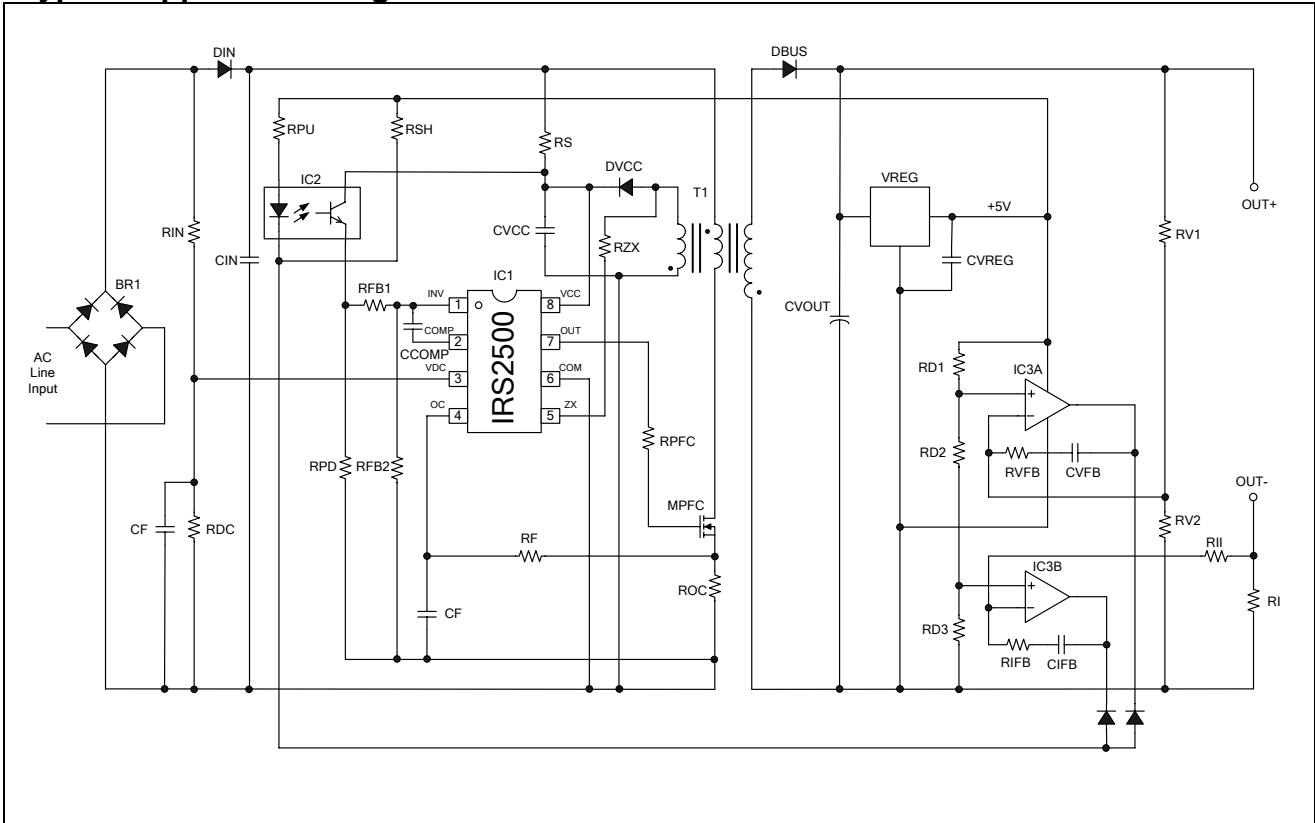 DIN
DBUS
RPU
RSH
RS
DVCC
T1
VREG
IC2
+5V
OUT+
RIN
CIN
CVCC
RZX
RV1
CVREG
BR1
IC1
RFB1
INV
1
8
VCC
CVOUT
COMP
2
7
OUT
CCOMP
AC
Line
Input
VDC
3
6
COM
RD1
IC3A
OC
4
5
ZX
IRS2500
RPFC
RPD
RFB2
RD2
RVFB
CVFB
OUT-
MPFC
CF
RDC
RV2
RF
RII
IC3B
ROC
RI
CF
RD3
RIFB
CIFB